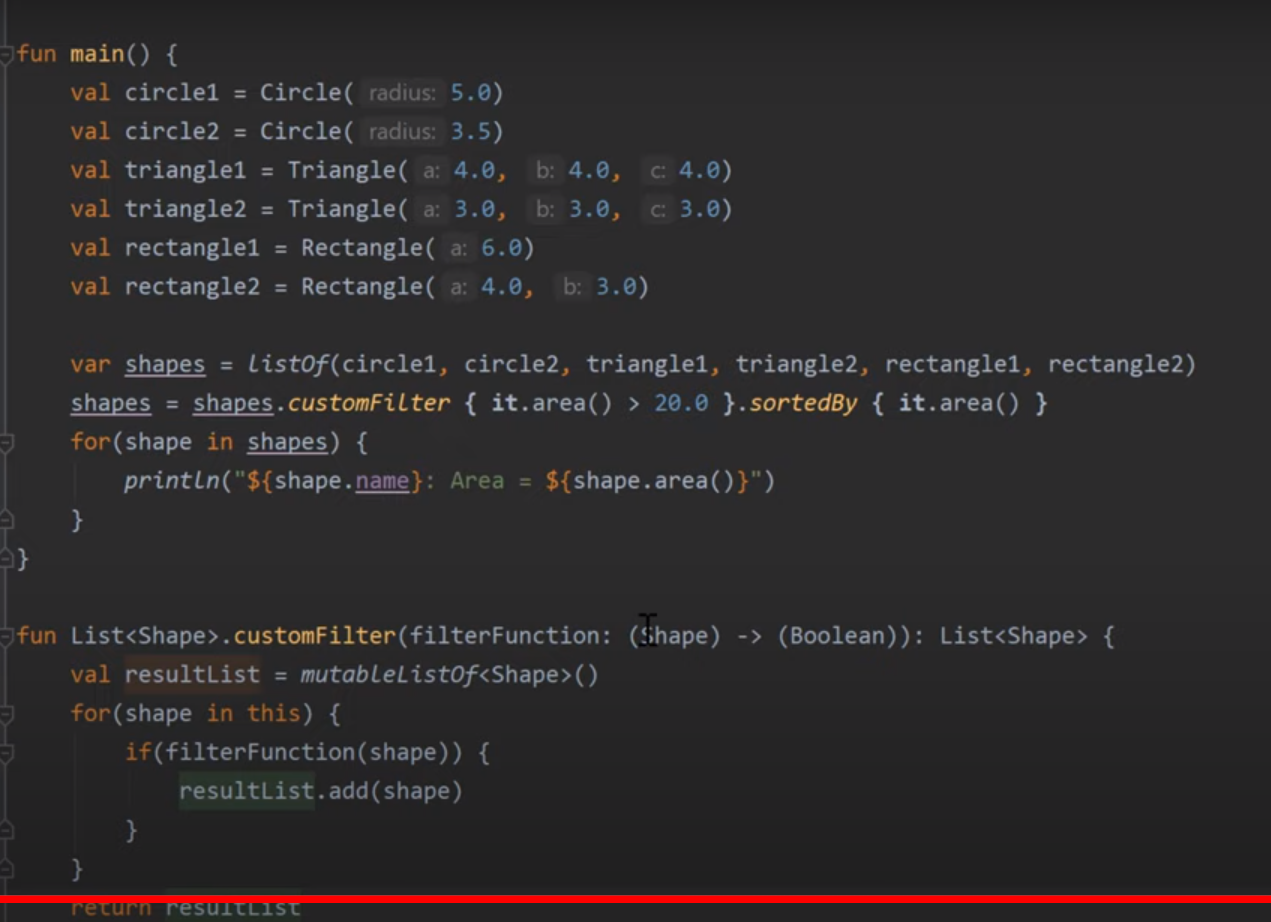 fun main() {
    val circle1 = Circle( radius: 5.0)
    val circle2 = Circle( radius: 3.5)
    val triangle1 = Triangle( a: 4.0, b: 4.0, c: 4.0)
    val triangle2 = Triangle( a: 3.0, b: 3.0, c: 3.0)
    val rectangle1 = Rectangle( a: 6.0)
    val rectangle2 = Rectangle( a: 4.0, b: 3.0)
    var shapes = listOf(circle1, circle2, triangle1, triangle2, rectangle1, rectangle2)
    shapes = shapes.customFilter { it.area() > 20.0 }.sortedBy { it.area() }
    for(shape in shapes) {
        println("${shape.name}: Area = ${shape.area()}")
    }
}
fun List<Shape>.customFilter(filterFunction: (Shape) -> (Boolean)): List<Shape> {
    val resultList = mutableListOf<Shape>()
    for(shape in this) {
        if(filterFunction(shape)) {
            resultList.add(shape)
        }
    }
    return resultList